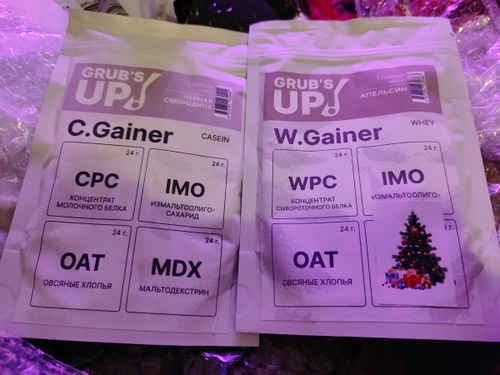 GRUB'S
UP!
ЧЕРНАЯ
СМОРОДИНА
C.Gainer
CASEIN
24 г.
CPC
КОНЦЕНТРАТ
МОЛОЧНОГО БЕЛКА
24 г.
IMO
ИЗМАЛЬТООЛИГО-
САХАРИД
24 г.
OAT
ОВСЯНЫЕ ХЛОПЬЯ
24 г.
MDX
МАЛЬТОДЕКСТРИН
GRUB'S
UP!
АПЕЛЬСИН
W.Gainer
WHEY
24 г.
WPC
КОНЦЕНТРАТ
СЫВОРОТОЧНОГО БЕЛКА
24 г.
IMO
ИЗМАЛЬТООЛИГО-
24 г.
OAT
ОВСЯНЫЕ ХЛОПЬЯ
г.